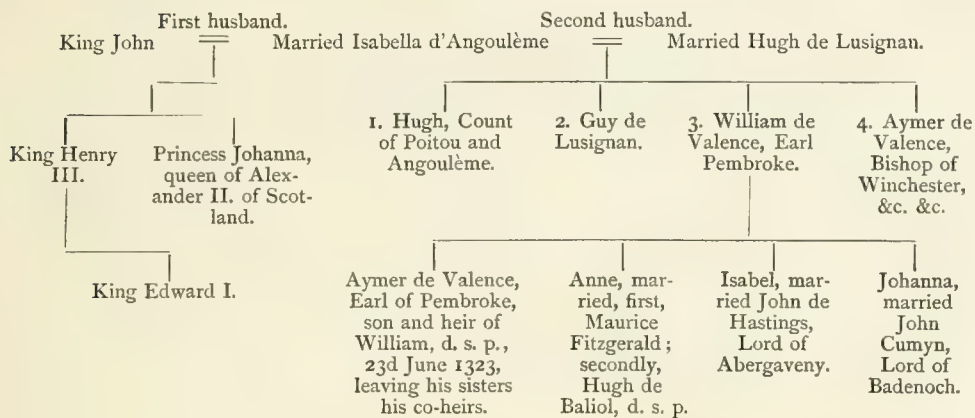 First husband.
Second husband.
King John = Married Isabella d'Angoulème = Married Hugh de Lusignan.
King Henry
III.
Princess Johanna,
queen of Alex-
ander II. of Scot-
land.
1. Hugh, Count
of Poitou and
Angoulème.
2. Guy de
Lusignan.
3. William de
Valence, Earl
Pembroke.
4. Aymer de
Valence,
Bishop of
Winchester,
&c. &c.
King Edward I.
Aymer de Valence,
Earl of Pembroke,
son and heir of
William, d. s. p.,
23d June 1323,
leaving his sisters
his co-heirs.
Anne, mar-
ried, first,
Maurice
Fitzgerald;
secondly,
Hugh de
Baliol, d. s. p.
Isabel, mar-
ried John de
Hastings,
Lord of
Abergaveny.
Johanna,
married
John
Cumyn,
Lord of
Badenoch.